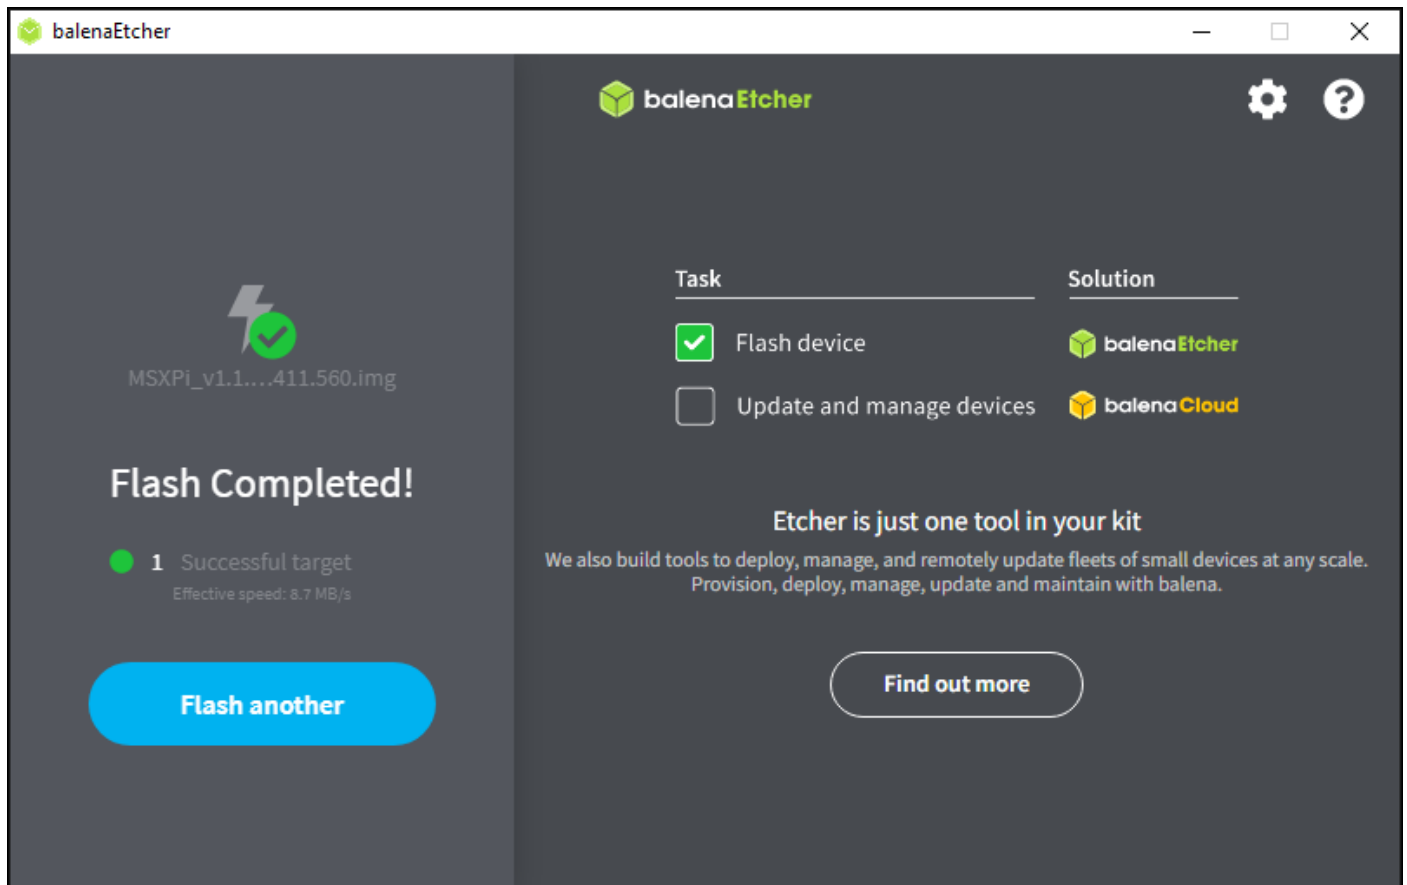 balenaEtcher
balenaEtcher
MSXPi_v1.1....411.560.img
Flash Completed!
1 Successful target
Effective speed: 8.7 MB/s
Flash another
Task Solution
Flash device balenaEtcher
Update and manage devices balenaCloud
Etcher is just one tool in your kit
We also build tools to deploy, manage, and remotely update fleets of small devices at any scale.
Provision, deploy, manage, update and maintain with balena.
Find out more